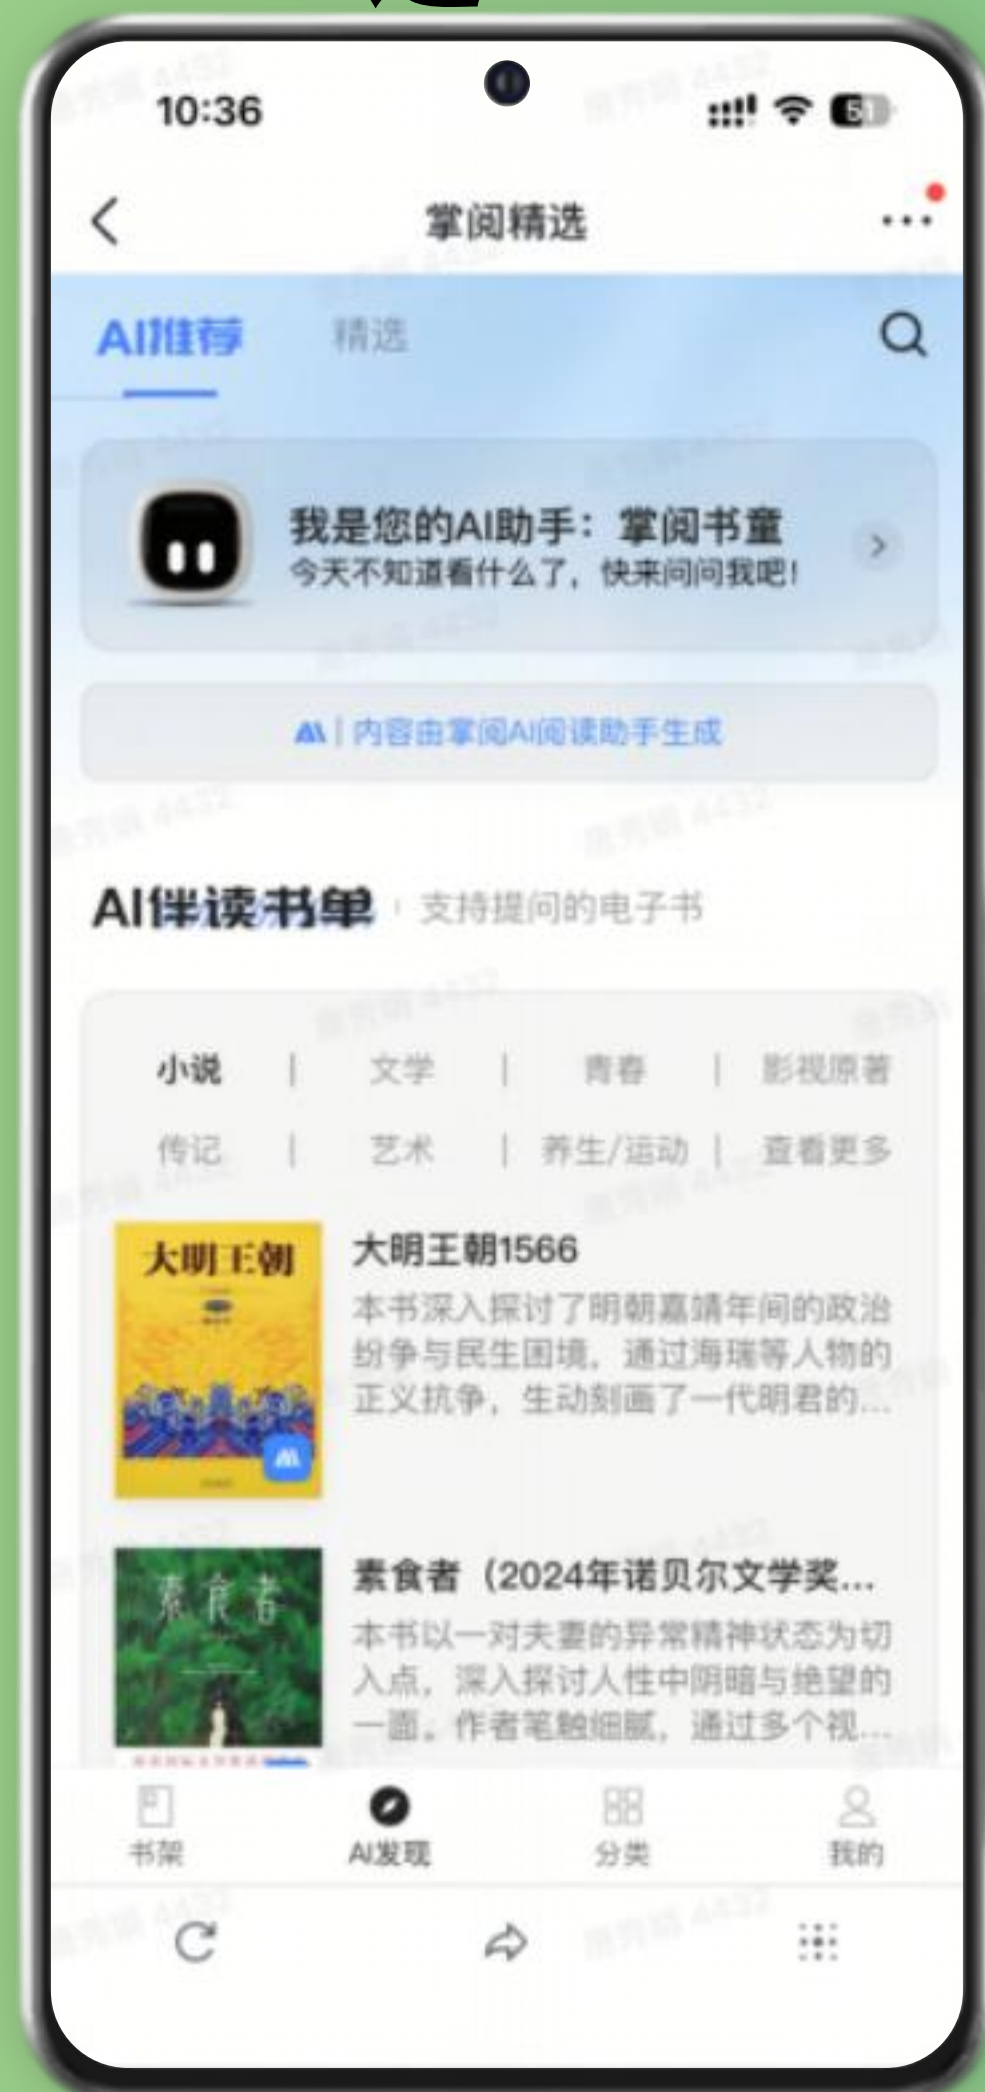 10:36
51
掌阅精选
AI推荐 精选
我是您的AI助手：掌阅书童
今天不知道看什么了，快来问问我吧！
内容由掌阅AI阅读助手生成
AI伴读书单 支持提问的电子书
小说 | 文学 | 青春 | 影视原著
传记 | 艺术 | 养生/运动 | 查看更多
大明王朝
大明王朝1566
本书深入探讨了明朝嘉靖年间的政治
纷争与民生困境，通过海瑞等人物的
正义抗争，生动刻画了一代明君的...
素食者
素食者（2024年诺贝尔文学奖...
本书以一对夫妻的异常精神状态为切
入点，深入探讨人性中阴暗与绝望的
一面。作者笔触细腻，通过多个视...
书架 AI发现 分类 我的